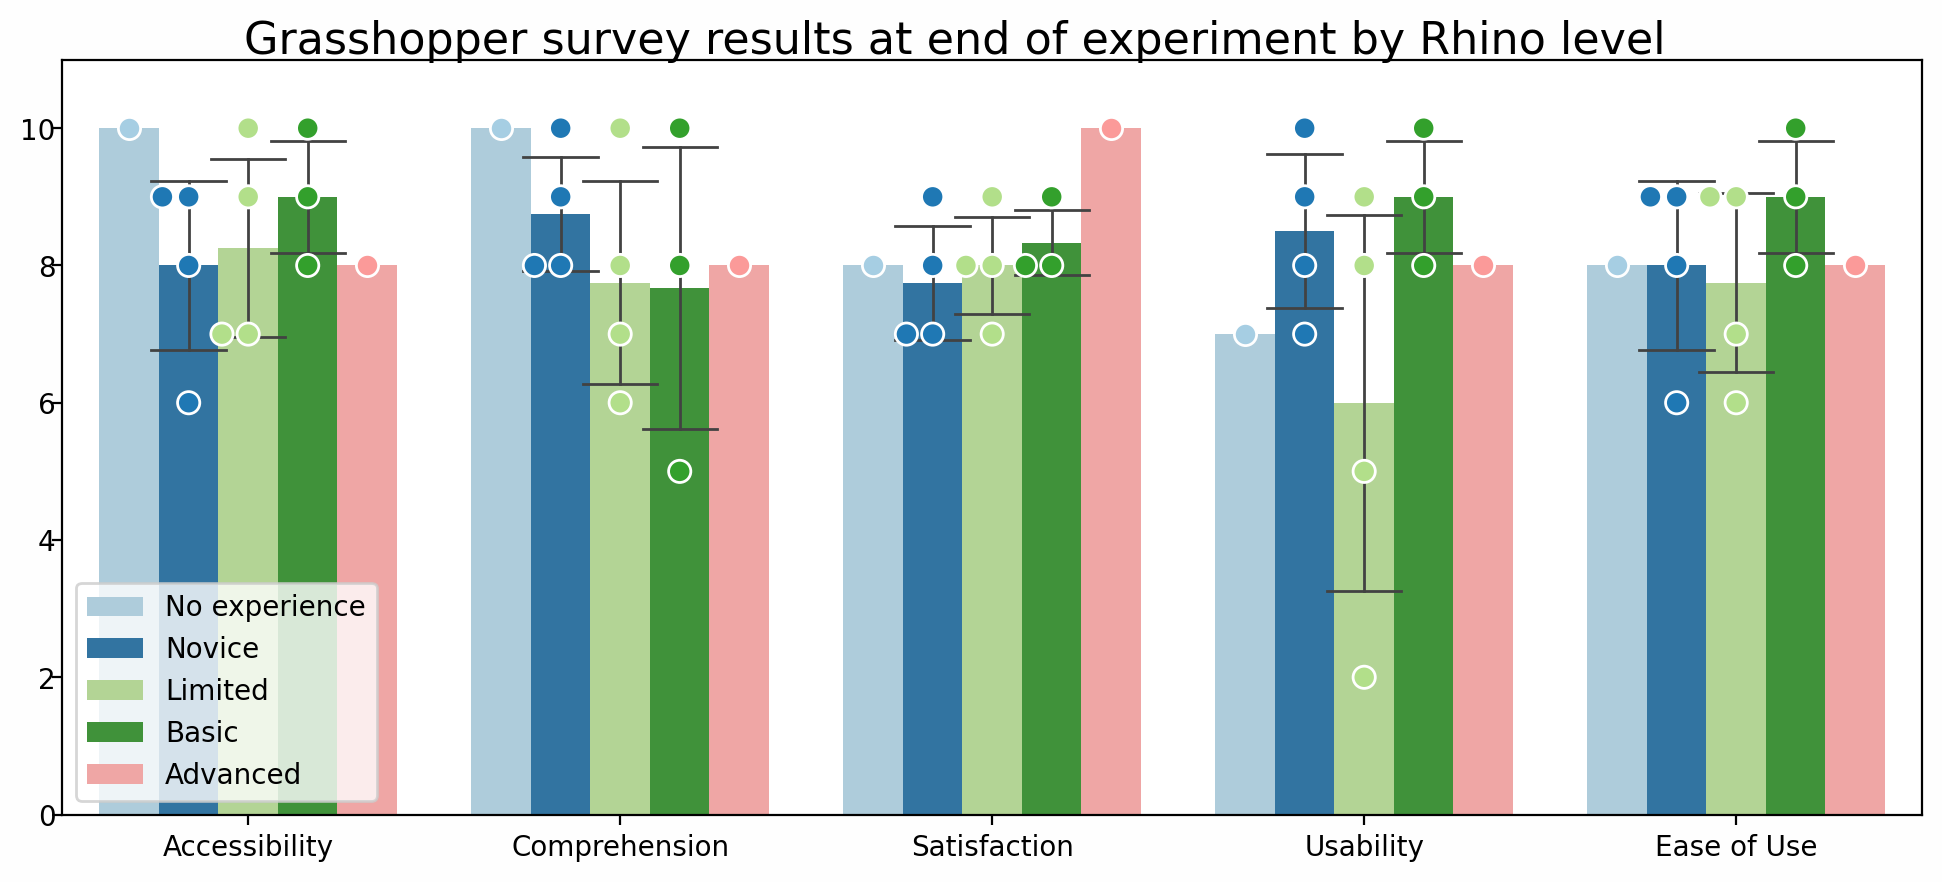 Grasshopper survey results at end of experiment by Rhino level
10
8
6
4
2
0
No experience
Novice
Limited
Basic
Advanced
Accessibility Comprehension Satisfaction Usability Ease of Use